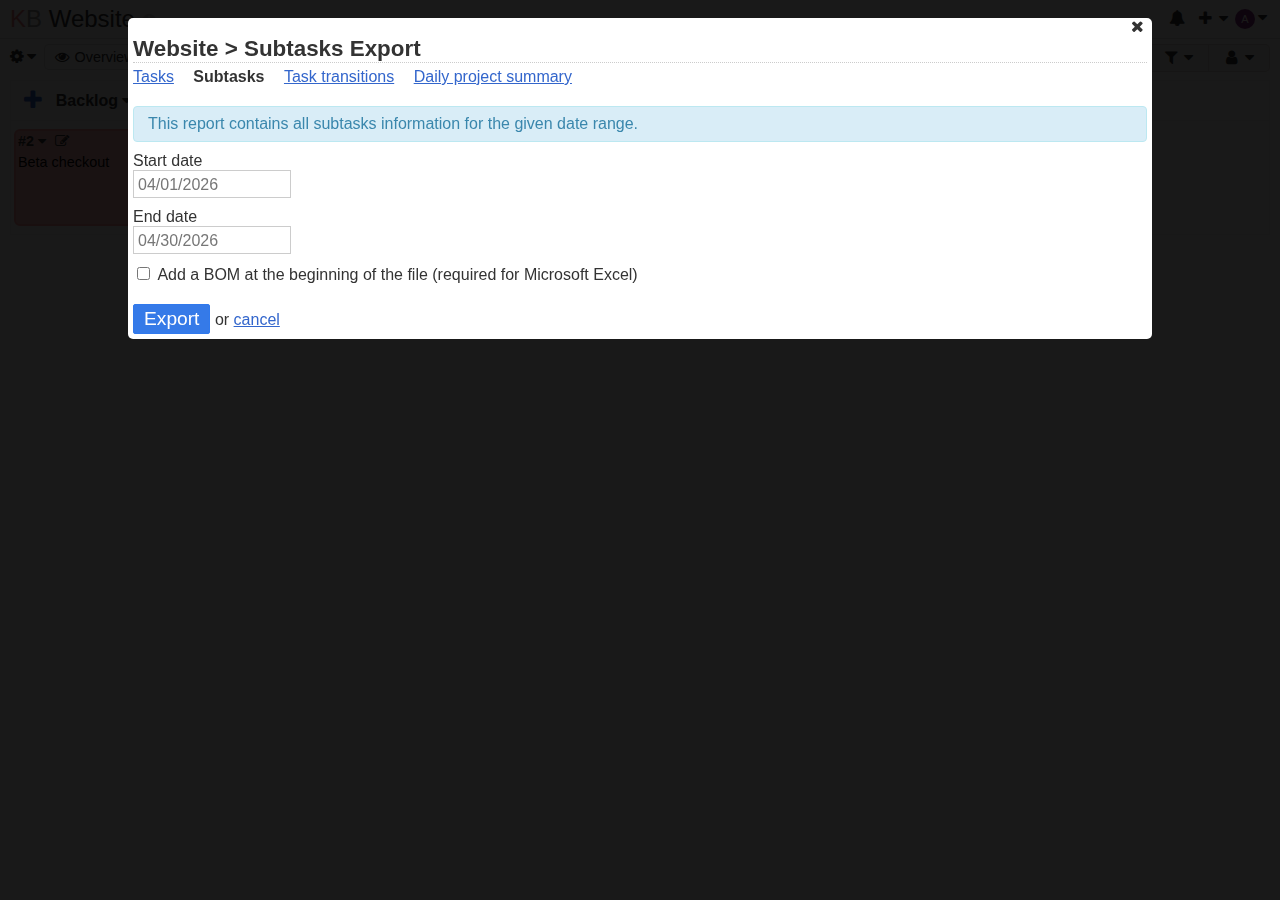 KB Website
Overview
Backlog
#2
Beta checkout
A
Website > Subtasks Export
Tasks Subtasks Task transitions Daily project summary
This report contains all subtasks information for the given date range.
Start date
04/01/2026
End date
04/30/2026
Add a BOM at the beginning of the file (required for Microsoft Excel)
Export or cancel